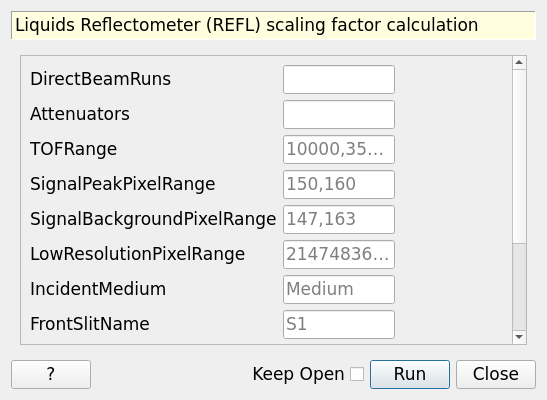 Liquids Reflectometer (REFL) scaling factor calculation
DirectBeamRuns
Attenuators
TOFRange 10000,35...
SignalPeakPixelRange 150,160
SignalBackgroundPixelRange 147,163
LowResolutionPixelRange 21474836...
IncidentMedium Medium
FrontSlitName S1
? Keep Open Run Close